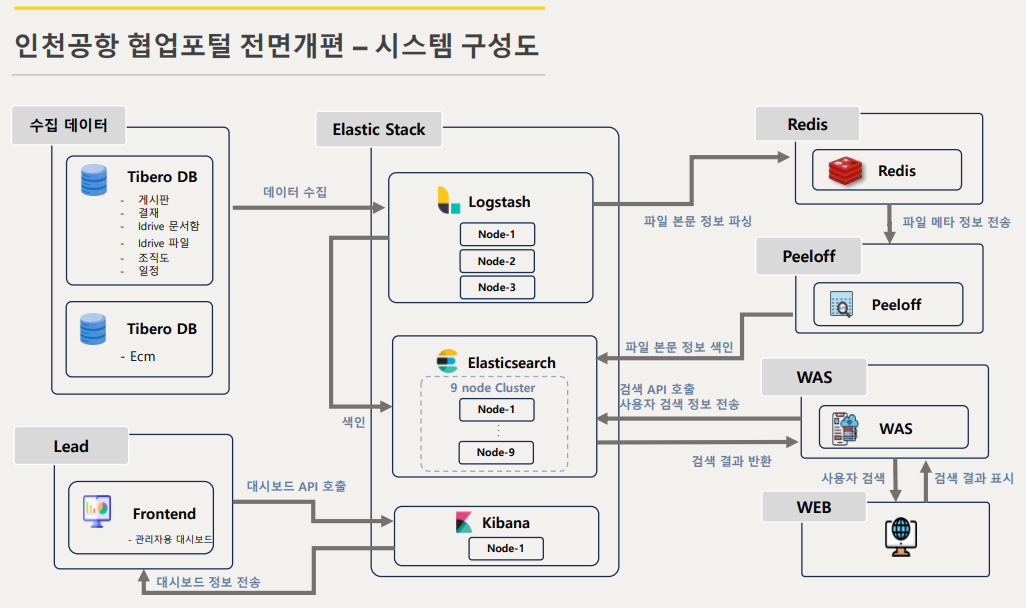 인천공항 협업포털 전면개편 – 시스템 구성도
수집 데이터
Tibero DB
- 게시판
- 결재
- Idrive 문서함
- Idrive 파일
- 조직도
- 일정
Tibero DB
- Ecm
데이터 수집
Elastic Stack
Logstash
Node-1
Node-2
Node-3
색인
Elasticsearch
9 node Cluster
Node-1
⋮
Node-9
Kibana
Node-1
Lead
Frontend
- 관리자용 대시보드
대시보드 API 호출
대시보드 정보 전송
Redis
Redis
파일 본문 정보 파싱
파일 메타 정보 전송
Peeloff
Peeloff
파일 본문 정보 색인
WAS
WAS
검색 API 호출
사용자 검색 정보 전송
검색 결과 반환
사용자 검색
검색 결과 표시
WEB